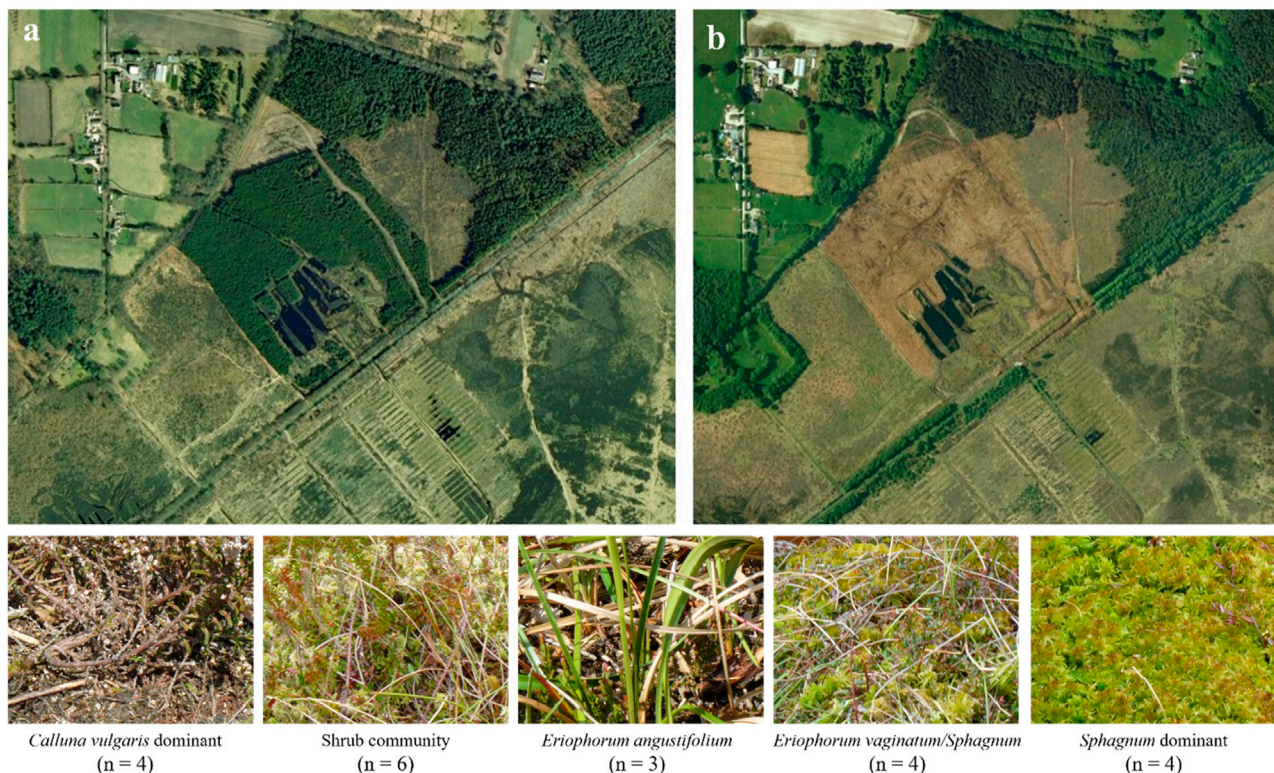 a
b
Calluna vulgaris dominant
(n = 4)
Shrub community
(n = 6)
Eriophorum angustifolium
(n = 3)
Eriophorum vaginatum/Sphagnum
(n = 4)
Sphagnum dominant
(n = 4)